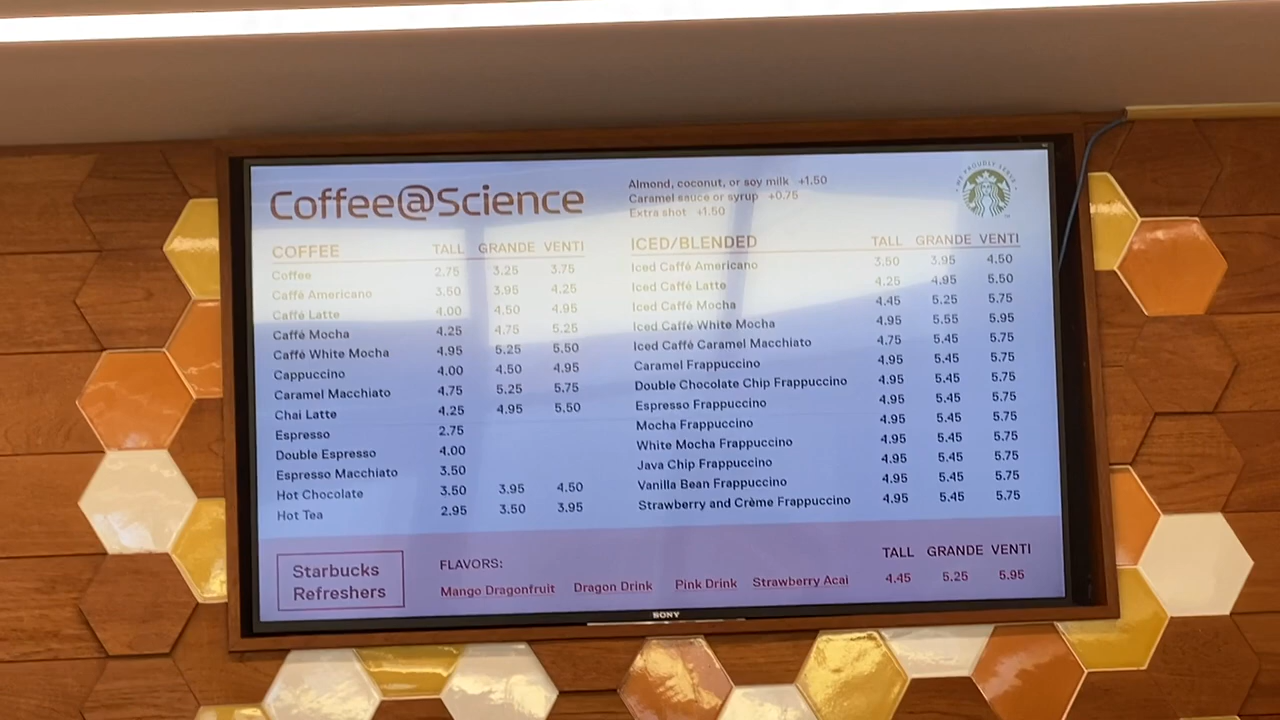 Coffee@Science
Almond, coconut, or soy milk +1.50
Caramel sauce or syrup +0.75
Extra shot +1.50
WE PROUDLY SERVE
COFFEE TALL GRANDE VENTI
Coffee 2.75 3.25 3.75
Caffé Americano 3.50 3.95 4.25
Caffé Latte 4.00 4.50 4.95
Caffé Mocha 4.25 4.75 5.25
Caffé White Mocha 4.95 5.25 5.50
Cappuccino 4.00 4.50 4.95
Caramel Macchiato 4.75 5.25 5.75
Chai Latte 4.25 4.95 5.50
Espresso 2.75
Double Espresso 4.00
Espresso Macchiato 3.50
Hot Chocolate 3.50 3.95 4.50
Hot Tea 2.95 3.50 3.95
ICED/BLENDED TALL GRANDE VENTI
Iced Caffé Americano 3.50 3.95 4.50
Iced Caffé Latte 4.25 4.95 5.50
Iced Caffé Mocha 4.45 5.25 5.75
Iced Caffé White Mocha 4.95 5.55 5.95
Iced Caffé Caramel Macchiato 4.75 5.45 5.75
Caramel Frappuccino 4.95 5.45 5.75
Double Chocolate Chip Frappuccino 4.95 5.45 5.75
Espresso Frappuccino 4.95 5.45 5.75
Mocha Frappuccino 4.95 5.45 5.75
White Mocha Frappuccino 4.95 5.45 5.75
Java Chip Frappuccino 4.95 5.45 5.75
Vanilla Bean Frappuccino 4.95 5.45 5.75
Strawberry and Crème Frappuccino 4.95 5.45 5.75
Starbucks
Refreshers
FLAVORS: TALL GRANDE VENTI
Mango Dragonfruit Dragon Drink Pink Drink Strawberry Acai 4.45 5.25 5.95
SONY